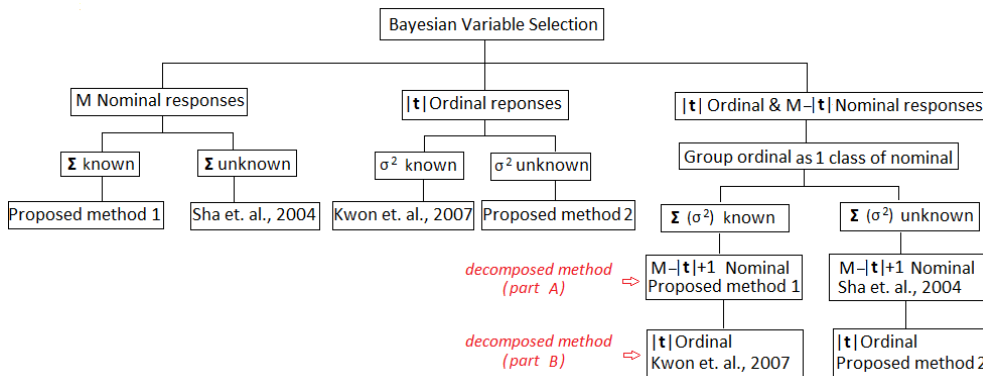 Bayesian Variable Selection
M Nominal responses
|t| Ordinal reponses
|t| Ordinal & M–|t| Nominal responses
Σ known
Σ unknown
σ² known
σ² unknown
Group ordinal as 1 class of nominal
Proposed method 1
Sha et. al., 2004
Kwon et. al., 2007
Proposed method 2
Σ (σ²) known
Σ (σ²) unknown
decomposed method
(part A)
M–|t|+1 Nominal
Proposed method 1
M–|t|+1 Nominal
Sha et. al., 2004
decomposed method
(part B)
|t| Ordinal
Kwon et. al., 2007
|t| Ordinal
Proposed method 2